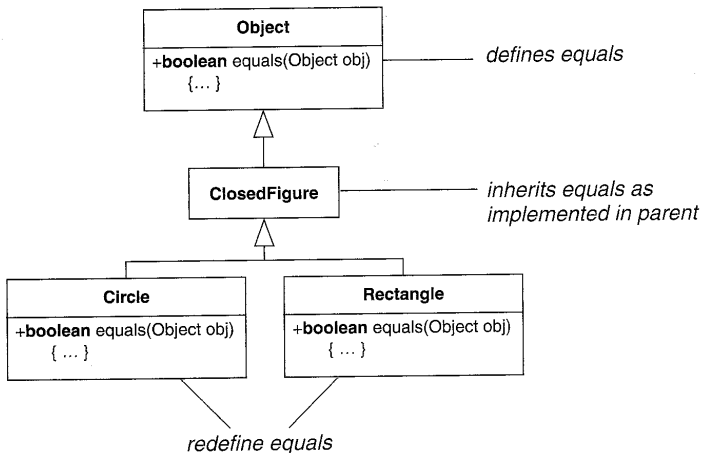 Object
+boolean equals(Object obj)
{... }
defines equals
ClosedFigure
inherits equals as
implemented in parent
Circle
+boolean equals(Object obj)
{ ... }
Rectangle
+boolean equals(Object obj)
{ ... }
redefine equals